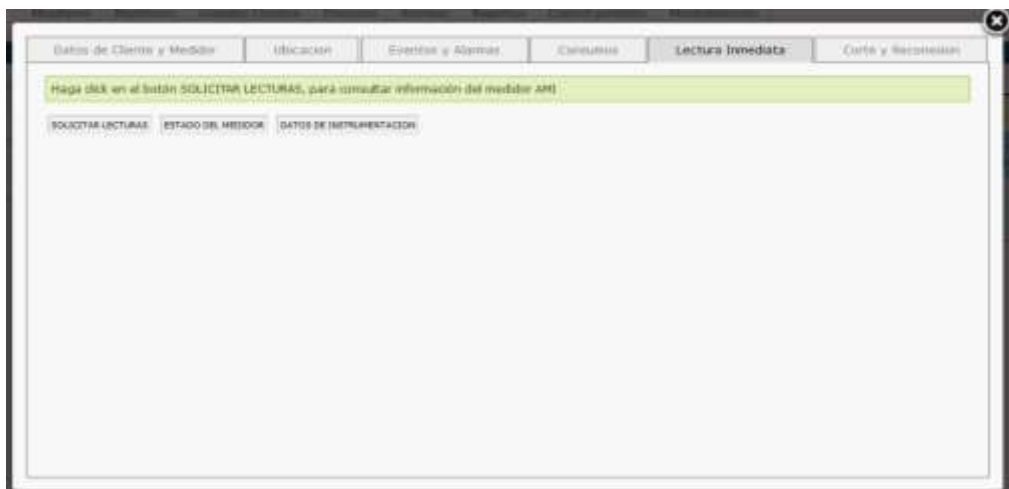 Datos de Cliente y Medidor Ubicacion Eventos y Alarmas Consumos Lectura Inmediata Corte y Reconexion
Haga click en el botón SOLICITAR LECTURAS, para consultar información del medidor AMI
SOLICITAR LECTURAS ESTADO DEL MEDIDOR DATOS DE INSTRUMENTACION